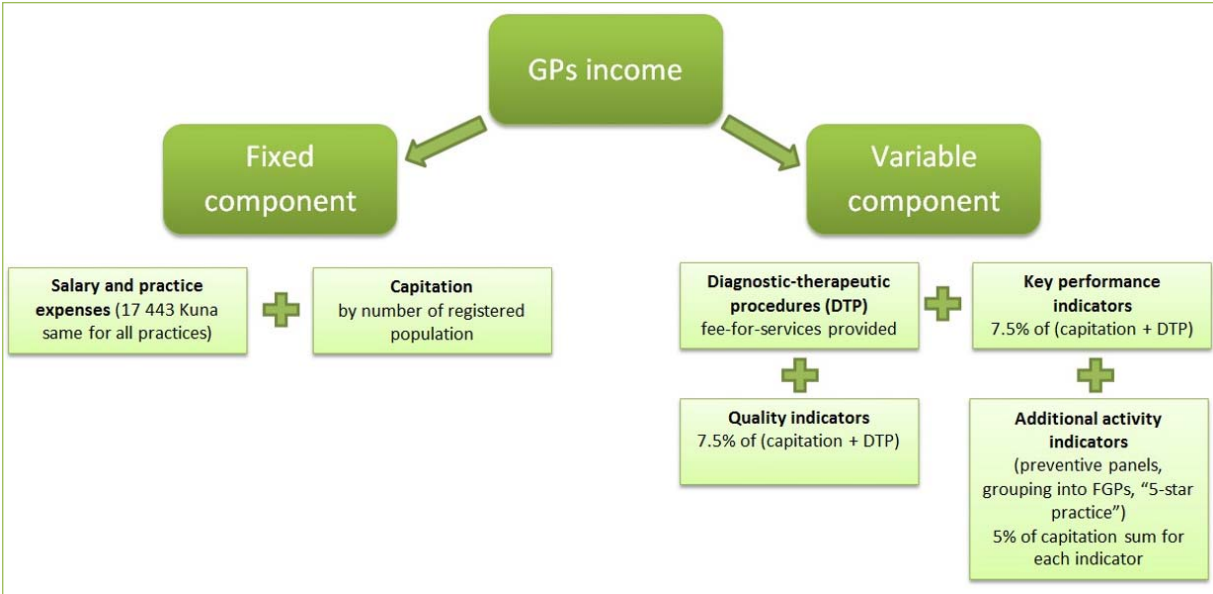 GPs income
Fixed
component
Variable
component
Salary and practice
expenses (17 443 Kuna
same for all practices)
Capitation
by number of registered
population
Diagnostic-therapeutic
procedures (DTP)
fee-for-services provided
Key performance
indicators
7.5% of (capitation + DTP)
Quality indicators
7.5% of (capitation + DTP)
Additional activity
indicators
(preventive panels,
grouping into FGPs, “5-star
practice”)
5% of capitation sum for
each indicator